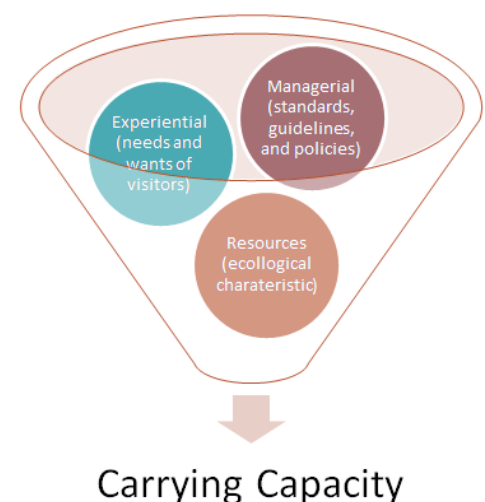 Managerial
(standards,
guidelines,
and policies)
Experiential
(needs and
wants of
visitors)
Resources
(ecollogical
charateristic)
Carrying Capacity